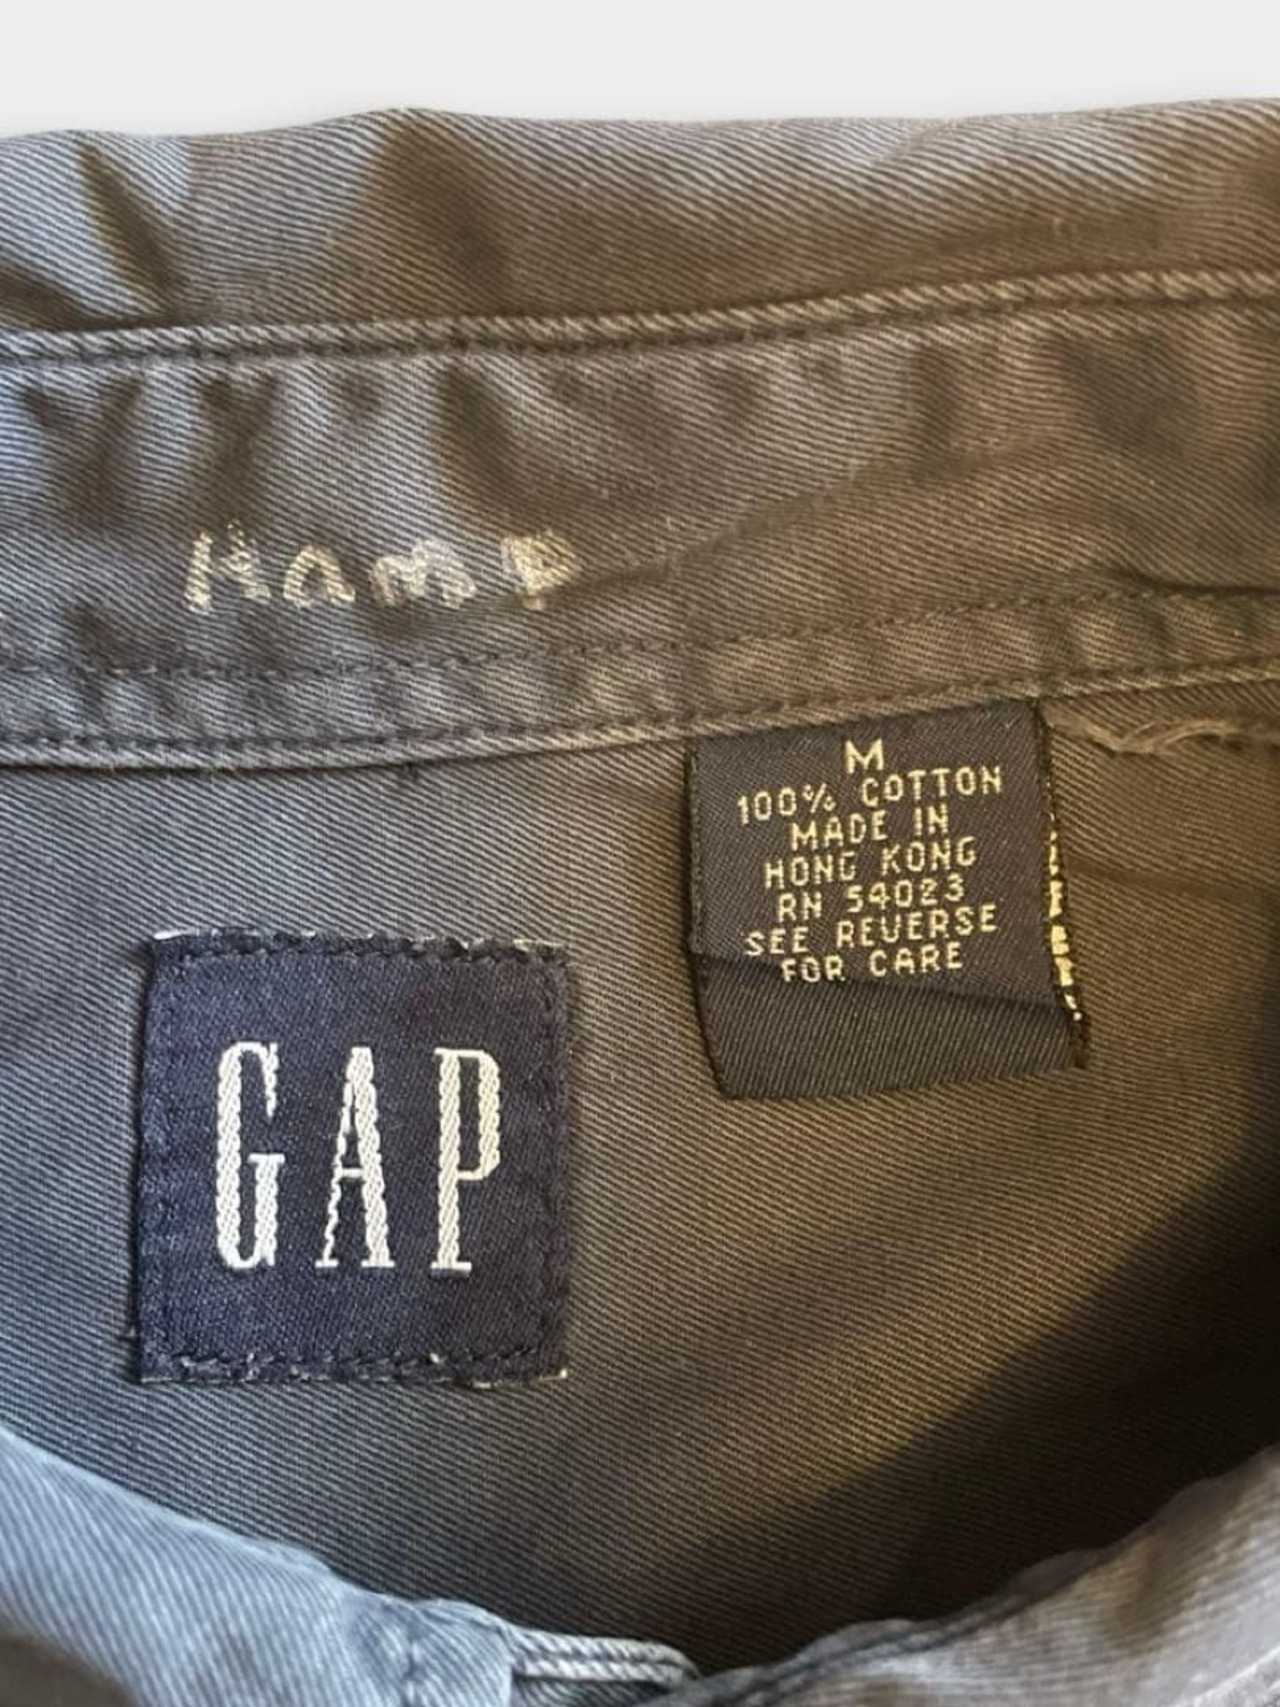 Hamp
M
100% COTTON
MADE IN
HONG KONG
RN 54023
SEE REVERSE
FOR CARE
GAP